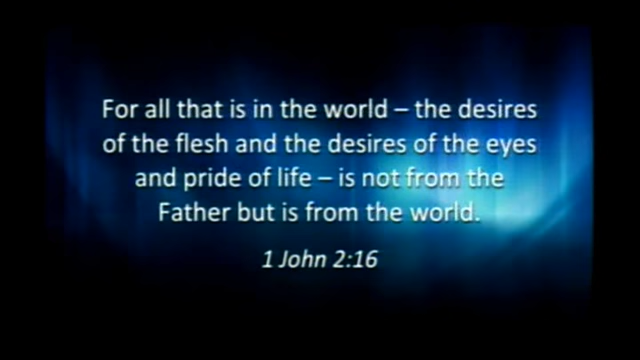 For all that is in the world – the desires
of the flesh and the desires of the eyes
and pride of life – is not from the
Father but is from the world.
1 John 2:16